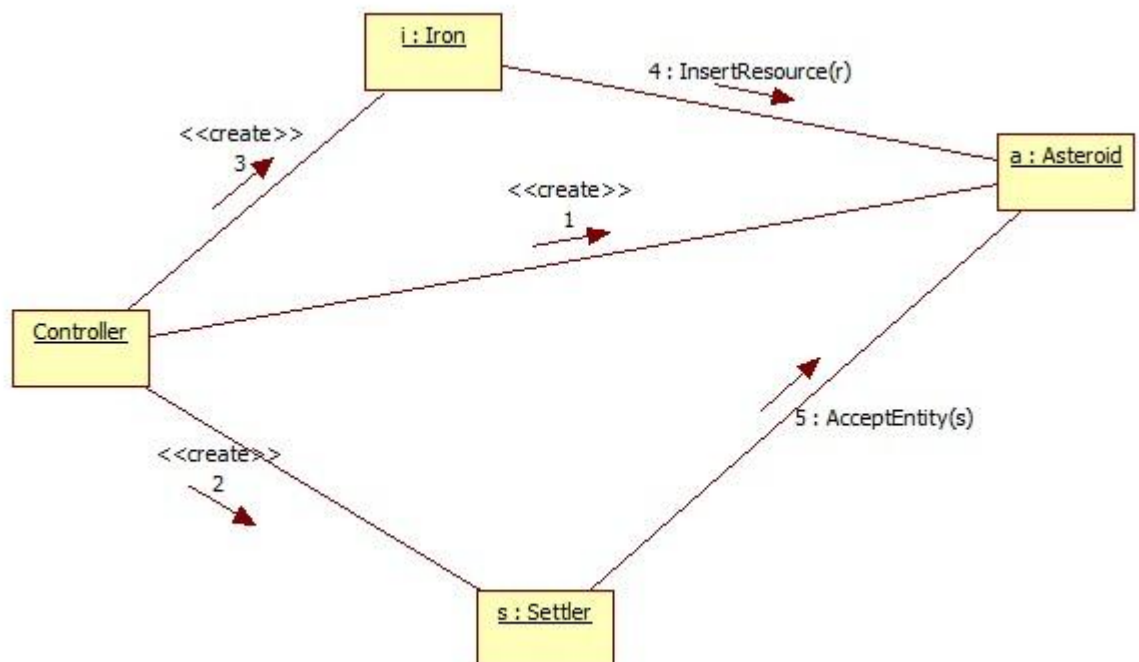 i : Iron
4 : InsertResource(r)
<<create>>
3
a : Asteroid
<<create>>
1
Controller
5 : AcceptEntity(s)
<<create>>
2
s : Settler